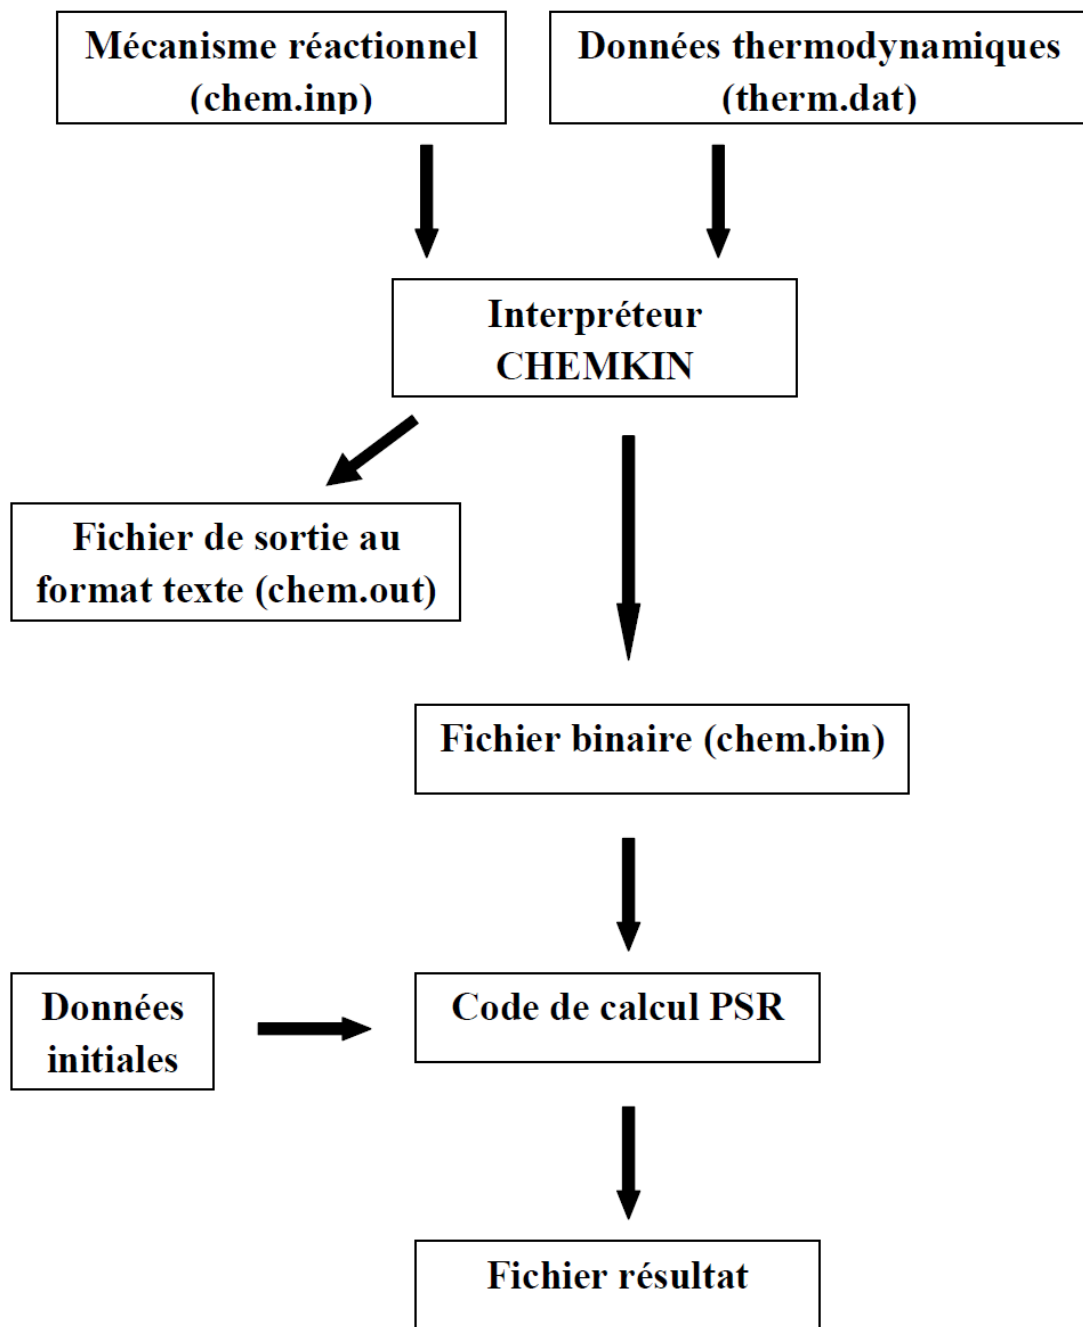 Mécanisme réactionnel
(chem.inp)
Données thermodynamiques
(therm.dat)
Interpréteur
CHEMKIN
Fichier de sortie au
format texte (chem.out)
Fichier binaire (chem.bin)
Données
initiales
Code de calcul PSR
Fichier résultat